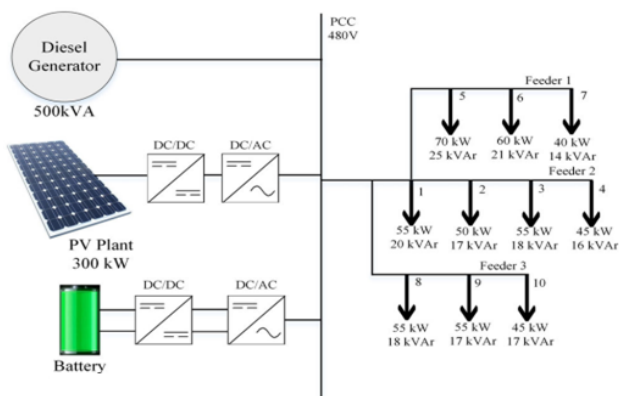 Diesel
Generator
500kVA
PCC
480V
DC/DC
DC/AC
PV Plant
300 kW
DC/DC
DC/AC
Battery
Feeder 1
5
6
7
70 kW
25 kVAr
60 kW
21 kVAr
40 kW
14 kVAr
Feeder 2
1
2
3
4
55 kW
20 kVAr
50 kW
17 kVAr
55 kW
18 kVAr
45 kW
16 kVAr
Feeder 3
8
9
10
55 kW
18 kVAr
55 kW
17 kVAr
45 kW
17 kVAr